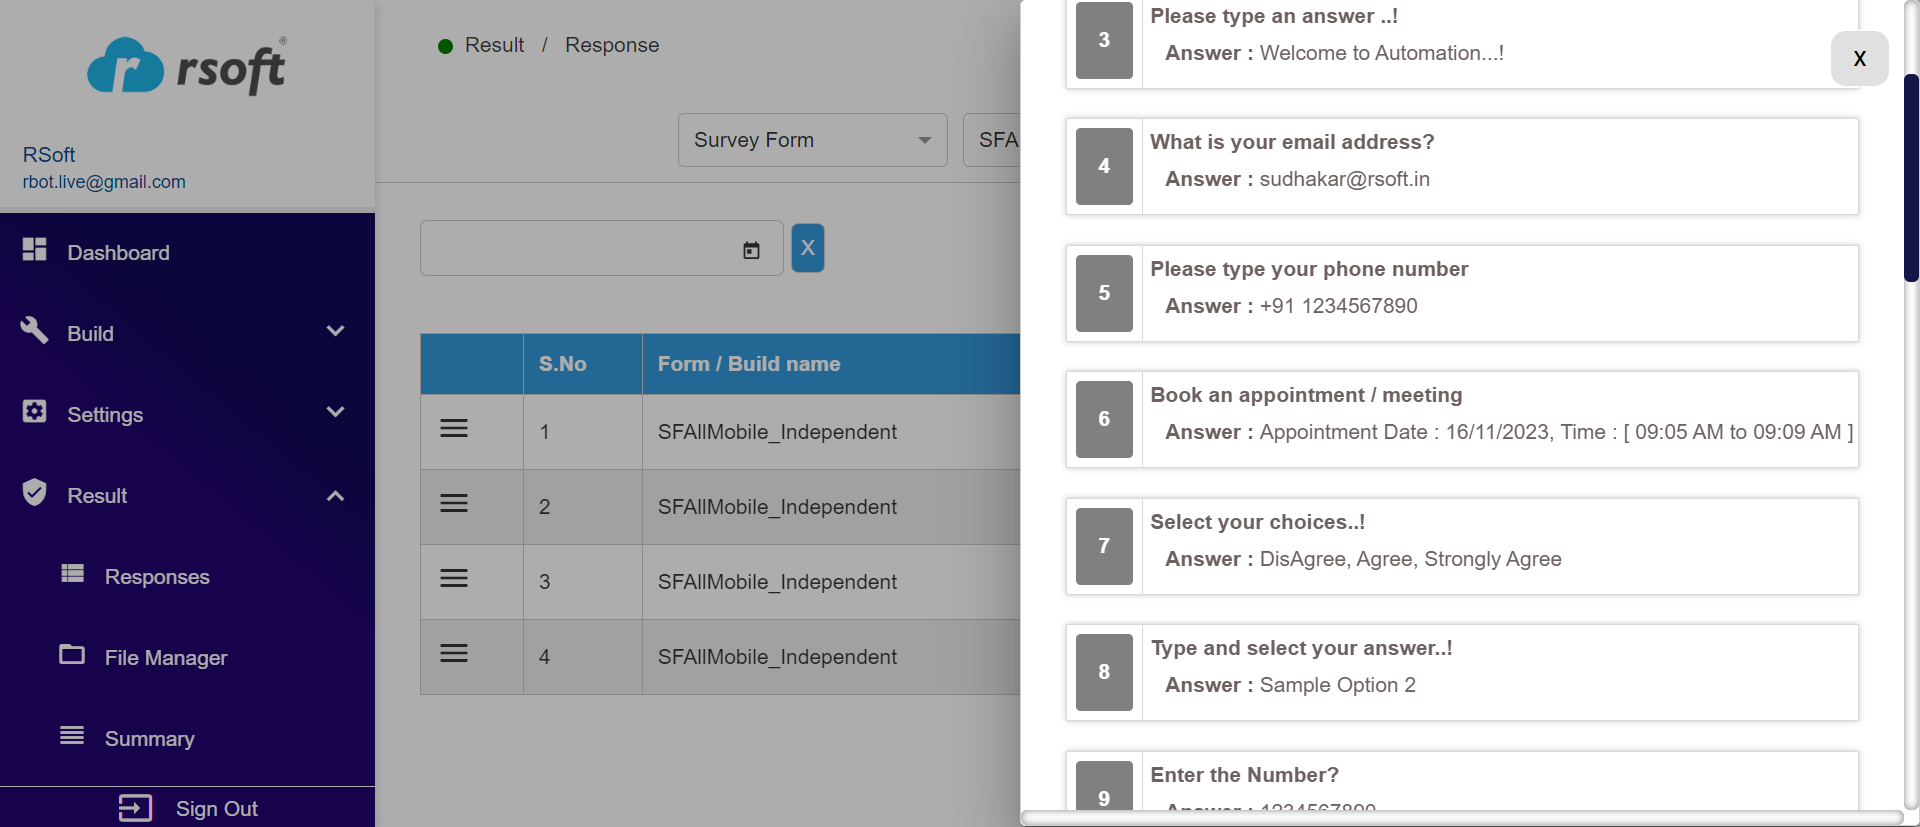 rsoft®
RSoft
rbot.live@gmail.com
Dashboard
Build
Settings
Result
Responses
File Manager
Summary
Sign Out
Result / Response
Survey Form
SFA
X
S.No Form / Build name
1 SFAllMobile_Independent
2 SFAllMobile_Independent
3 SFAllMobile_Independent
4 SFAllMobile_Independent
X
3 Please type an answer ..!
Answer : Welcome to Automation...!
4 What is your email address?
Answer : sudhakar@rsoft.in
5 Please type your phone number
Answer : +91 1234567890
6 Book an appointment / meeting
Answer : Appointment Date : 16/11/2023, Time : [ 09:05 AM to 09:09 AM ]
7 Select your choices..!
Answer : DisAgree, Agree, Strongly Agree
8 Type and select your answer..!
Answer : Sample Option 2
9 Enter the Number?
Answer : 1234567890